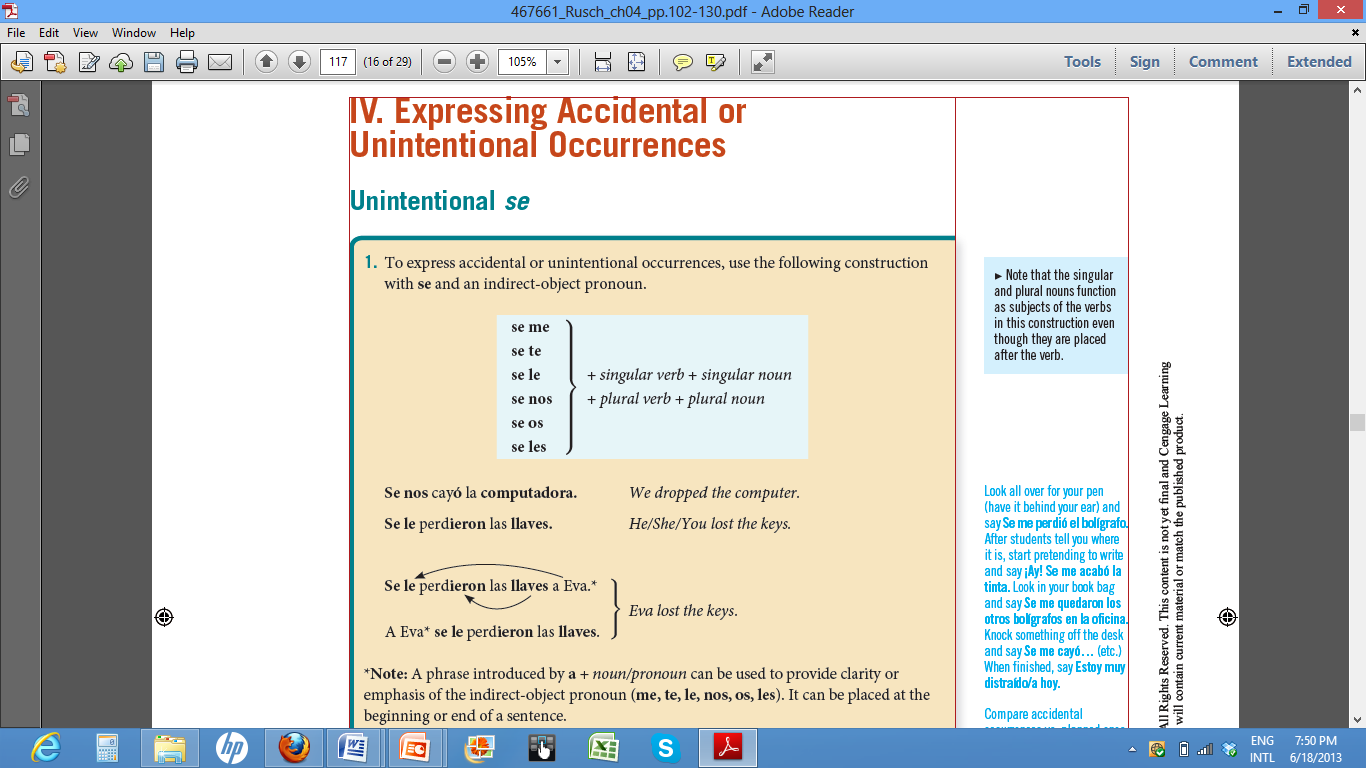 467661_Rusch_ch04_pp.102-130.pdf - Adobe Reader
File Edit View Window Help
117 (16 of 29) 105% Tools Sign Comment Extended
IV. Expressing Accidental or
Unintentional Occurrences
Unintentional se
1. To express accidental or unintentional occurrences, use the following construction
with se and an indirect-object pronoun.
se me
se te
se le + singular verb + singular noun
se nos + plural verb + plural noun
se os
se les
Se nos cayó la computadora. We dropped the computer.
Se le perdieron las llaves. He/She/You lost the keys.
Se le perdieron las llaves a Eva.*
Eva lost the keys.
A Eva* se le perdieron las llaves.
*Note: A phrase introduced by a + noun/pronoun can be used to provide clarity or
emphasis of the indirect-object pronoun (me, te, le, nos, os, les). It can be placed at the
beginning or end of a sentence.
► Note that the singular
and plural nouns function
as subjects of the verbs
in this construction even
though they are placed
after the verb.
Look all over for your pen
(have it behind your ear) and
say Se me perdió el bolígrafo.
After students tell you where
it is, start pretending to write
and say ¡Ay! Se me acabó la
tinta. Look in your book bag
and say Se me quedaron los
otros bolígrafos en la oficina.
Knock something off the desk
and say Se me cayó… (etc.)
When finished, say Estoy muy
distraído/a hoy.
Compare accidental
All Rights Reserved. This content is not yet final and Cengage Learning
will contain current material or match the published product.
hp
ENG
INTL
7:50 PM
6/18/2013